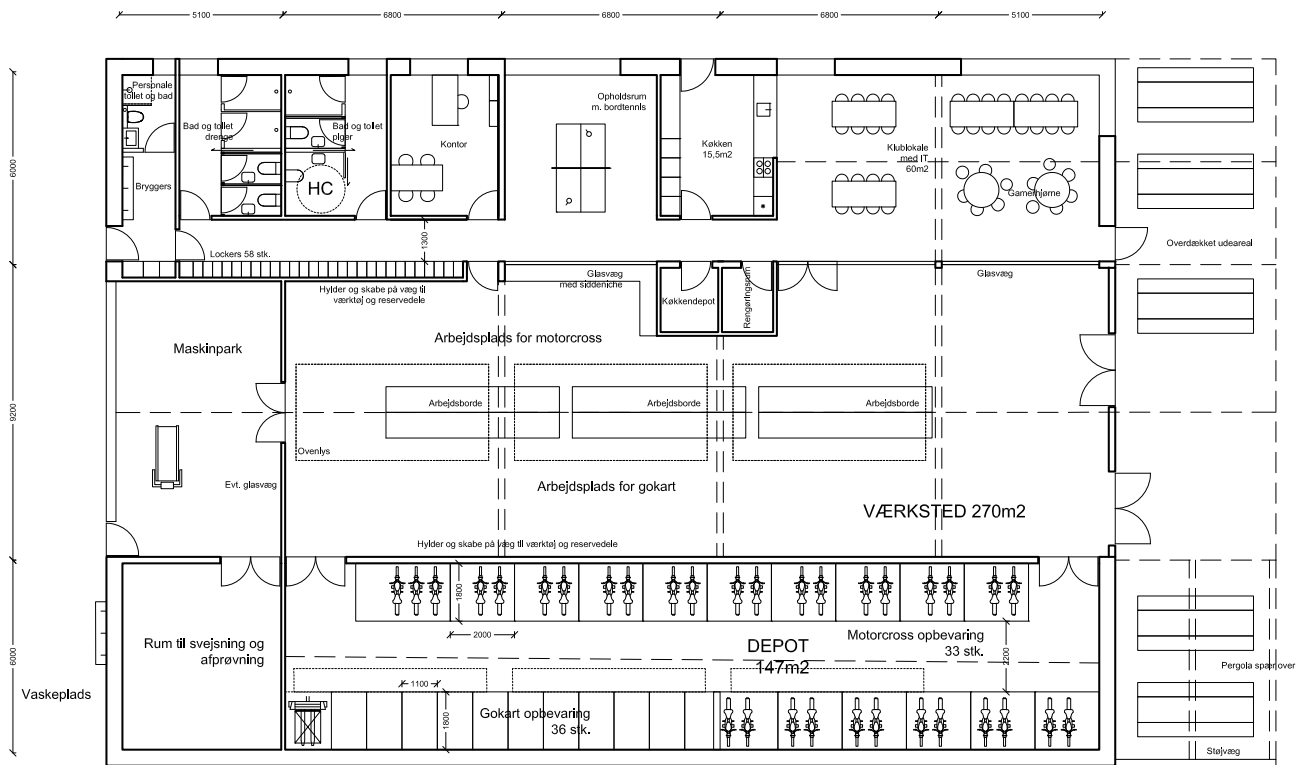 5100
6800
6800
6800
5100
6000
9200
6000
Personale
toilet og bad
Bad og toilet
drenge
Bad og toilet
piger
HC
Kontor
Opholdsrum
m. bordtennis
Køkken
15,5m2
Klublokale
med IT
60m2
Gamerhjørne
Bryggers
1300
Lockers 58 stk.
Overdækket udeareal
Hylder og skabe på væg til
værktøj og reservedele
Glasvæg
med siddeniche
Køkkendepot
Rengøringsrum
Glasvæg
Maskinpark
Arbejdsplads for motorcross
Arbejdsborde
Arbejdsborde
Arbejdsborde
Ovenlys
Evt. glasvæg
Arbejdsplads for gokart
VÆRKSTED 270m2
Hylder og skabe på væg til værktøj og reservedele
1800
2000
Rum til svejsning og
afprøvning
DEPOT
147m2
Motorcross opbevaring
33 stk.
2200
Pergola spær over
Vaskeplads
1100
1800
Gokart opbevaring
36 stk.
Støjvæg